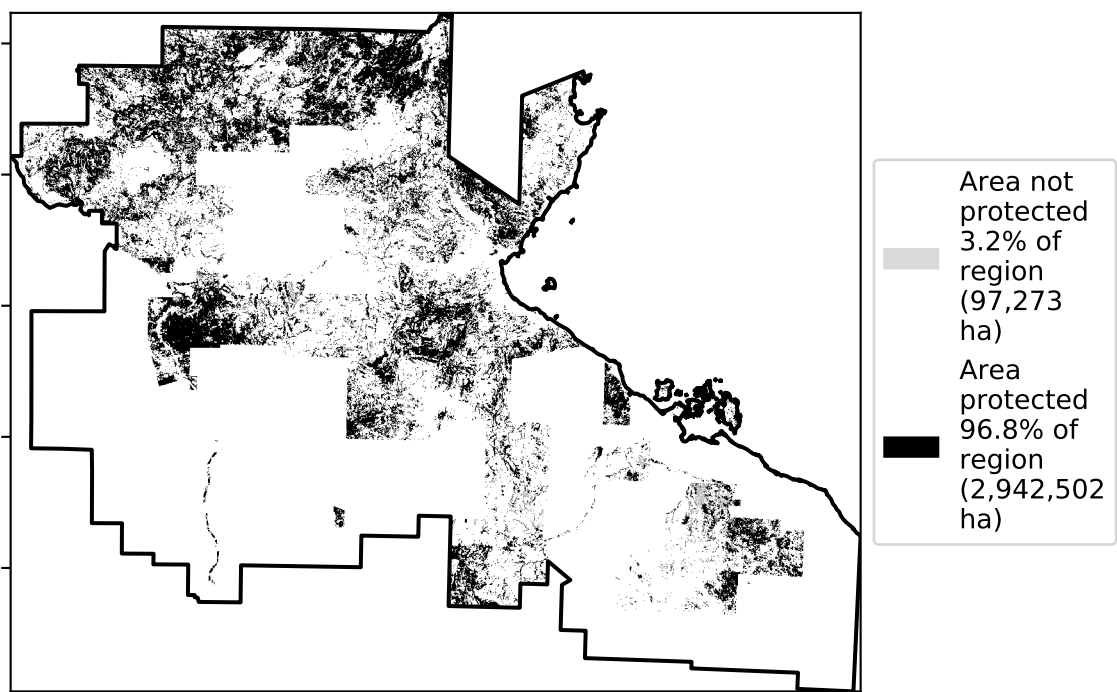 Area not
protected
3.2% of
region
(97,273
ha)
Area
protected
96.8% of
region
(2,942,502
ha)